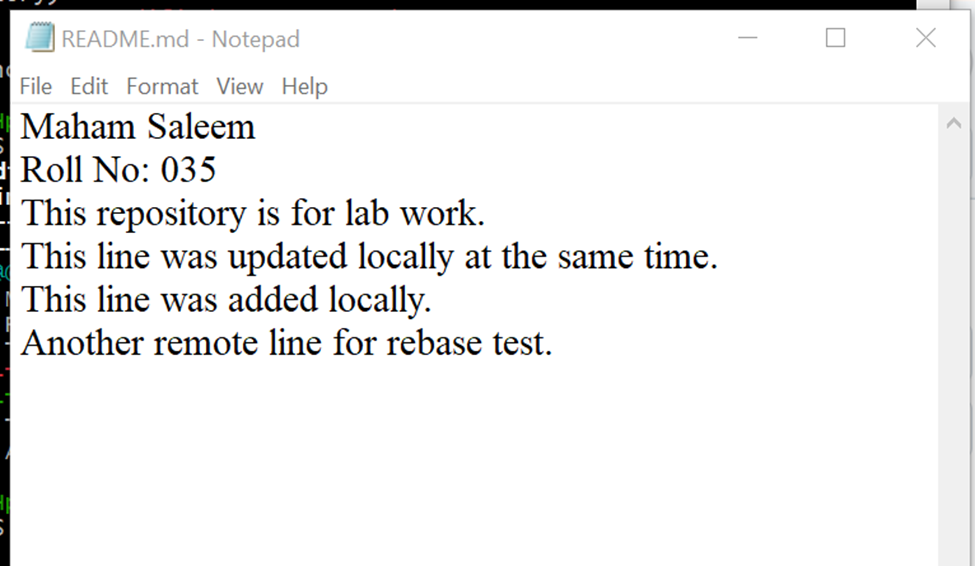 README.md - Notepad
File Edit Format View Help
Maham Saleem
Roll No: 035
This repository is for lab work.
This line was updated locally at the same time.
This line was added locally.
Another remote line for rebase test.